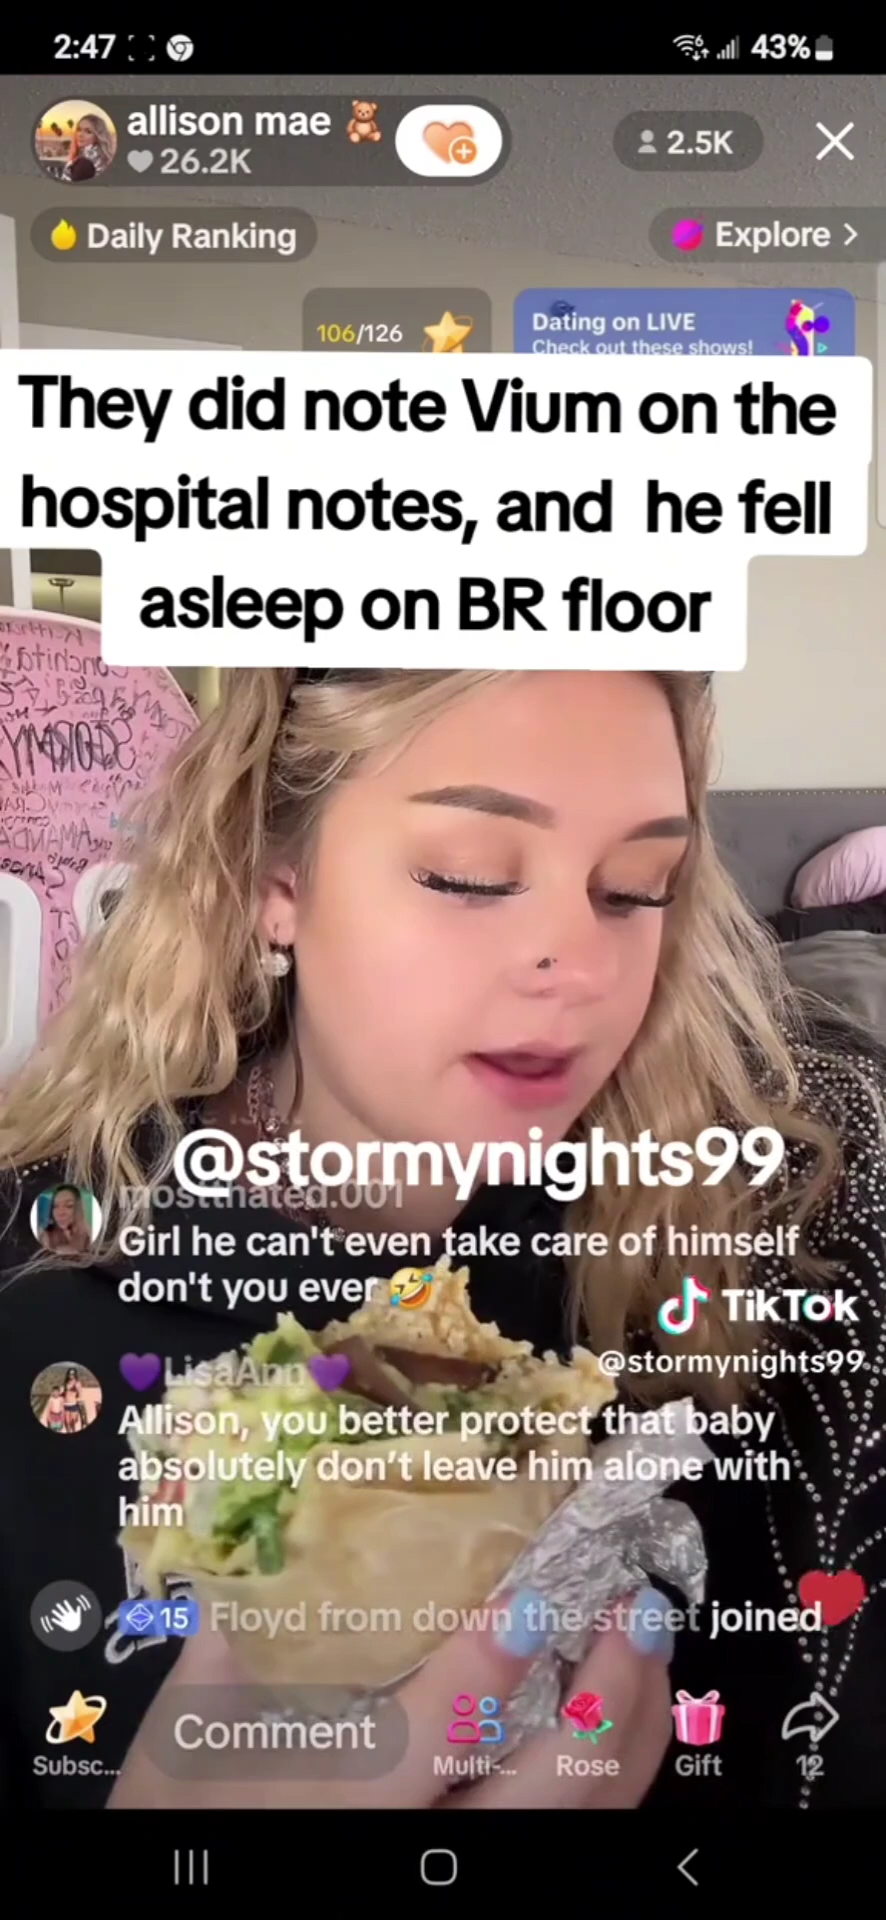 2:47
6
43%
allison mae
26.2K
2.5K
Daily Ranking
Explore >
106/126
Dating on LIVE
Check out these shows!
They did note Vium on the
hospital notes, and he fell
asleep on BR floor
AMANDA
@stormynights99
mosthated.001
Girl he can't even take care of himself
don't you ever 🤣
TikTok
@stormynights99
💜LisaAnn💜
Allison, you better protect that baby
absolutely don't leave him alone with
him
15 Floyd from down the street joined
Subsc...
Comment
Multi-...
Rose
Gift
12